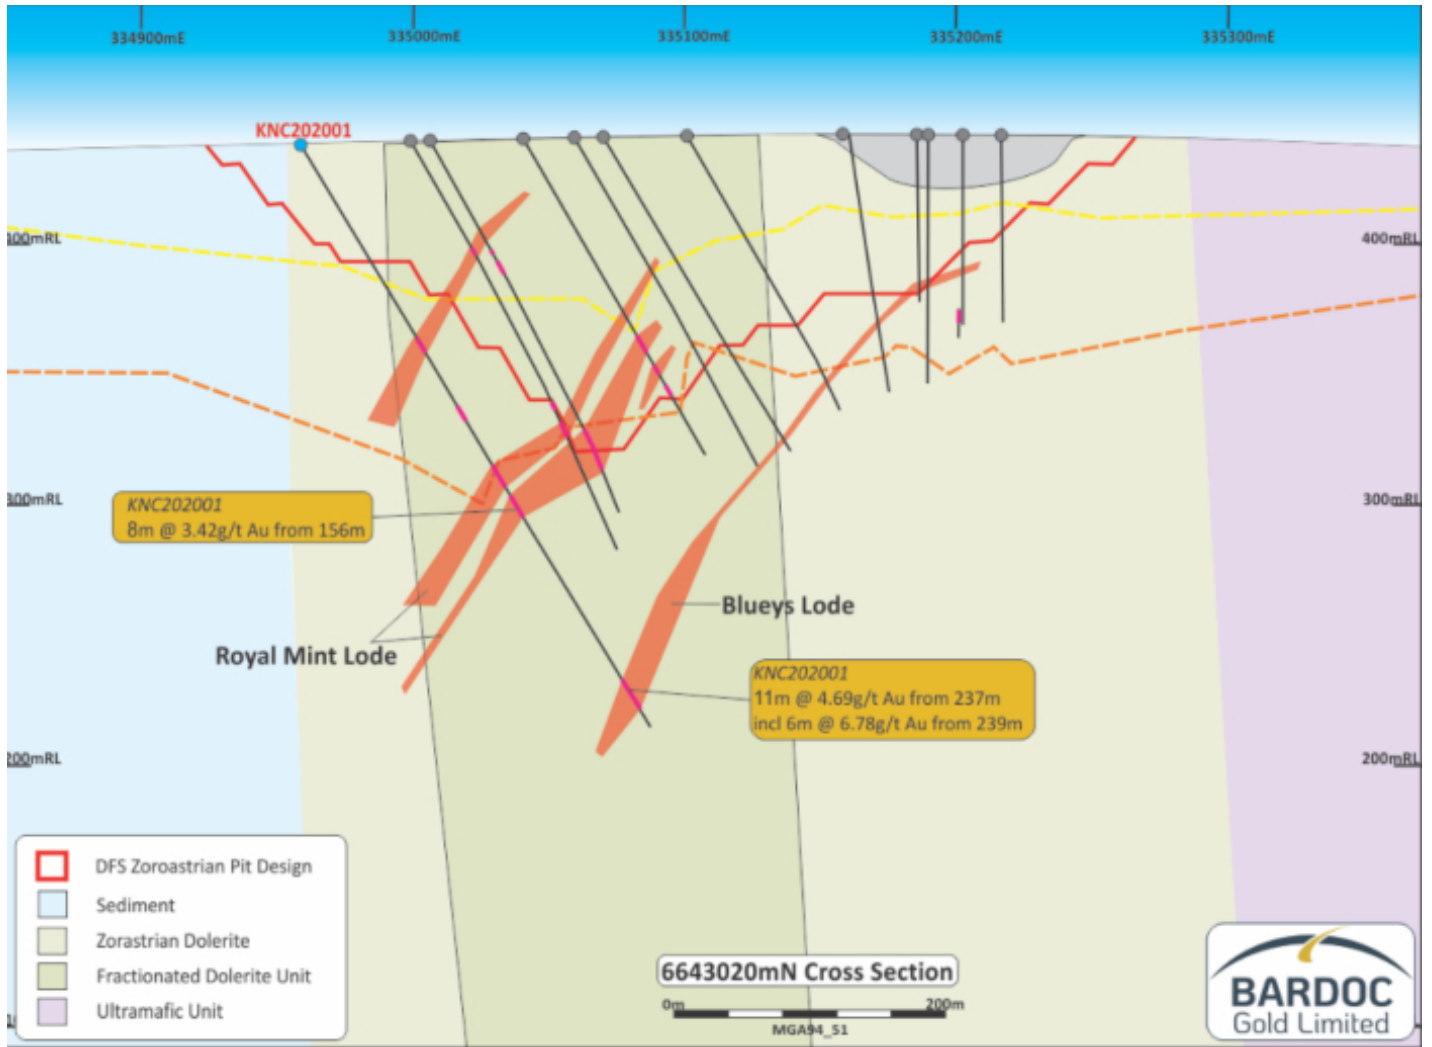 334900mE
335000mE
335100mE
335200mE
335300mE
KNC202001
400mRL
400mRL
300mRL
300mRL
KNC202001
8m @ 3.42g/t Au from 156m
Blueys Lode
Royal Mint Lode
KNC202001
11m @ 4.69g/t Au from 237m
incl 6m @ 6.78g/t Au from 239m
200mRL
200mRL
DFS Zoroastrian Pit Design
Sediment
Zorastrian Dolerite
Fractionated Dolerite Unit
Ultramafic Unit
6643020mN Cross Section
0m
200m
MGA94_51
BARDOC
Gold Limited